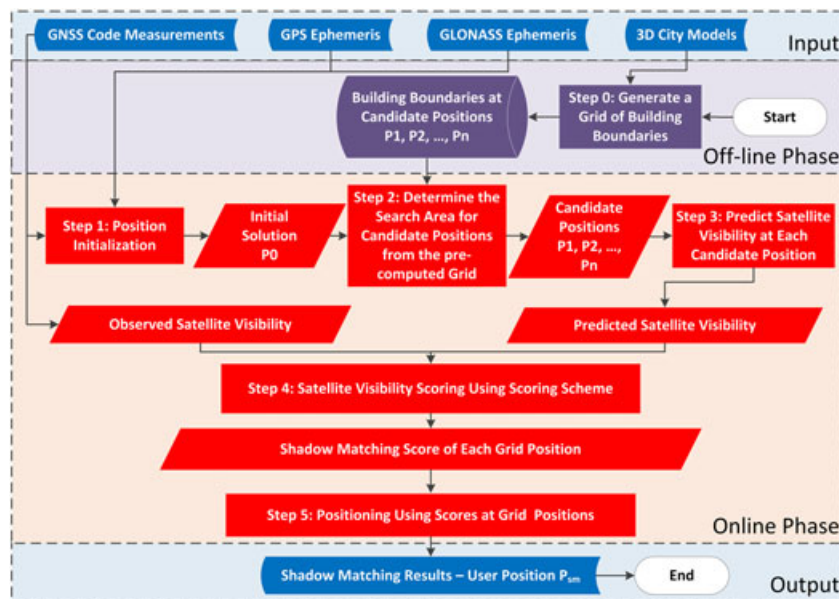 GNSS Code Measurements
GPS Ephemeris
GLONASS Ephemeris
3D City Models
Input
Building Boundaries at
Candidate Positions
P1, P2, ..., Pn
Step 0: Generate a
Grid of Building
Boundaries
Start
Off-line Phase
Step 1: Position
Initialization
Initial
Solution
P0
Step 2: Determine the
Search Area for
Candidate Positions
from the pre-
computed Grid
Candidate
Positions
P1, P2, ...,
Pn
Step 3: Predict Satellite
Visibility at Each
Candidate Position
Observed Satellite Visibility
Predicted Satellite Visibility
Step 4: Satellite Visibility Scoring Using Scoring Scheme
Shadow Matching Score of Each Grid Position
Step 5: Positioning Using Scores at Grid Positions
Online Phase
Shadow Matching Results – User Position Psm
End
Output